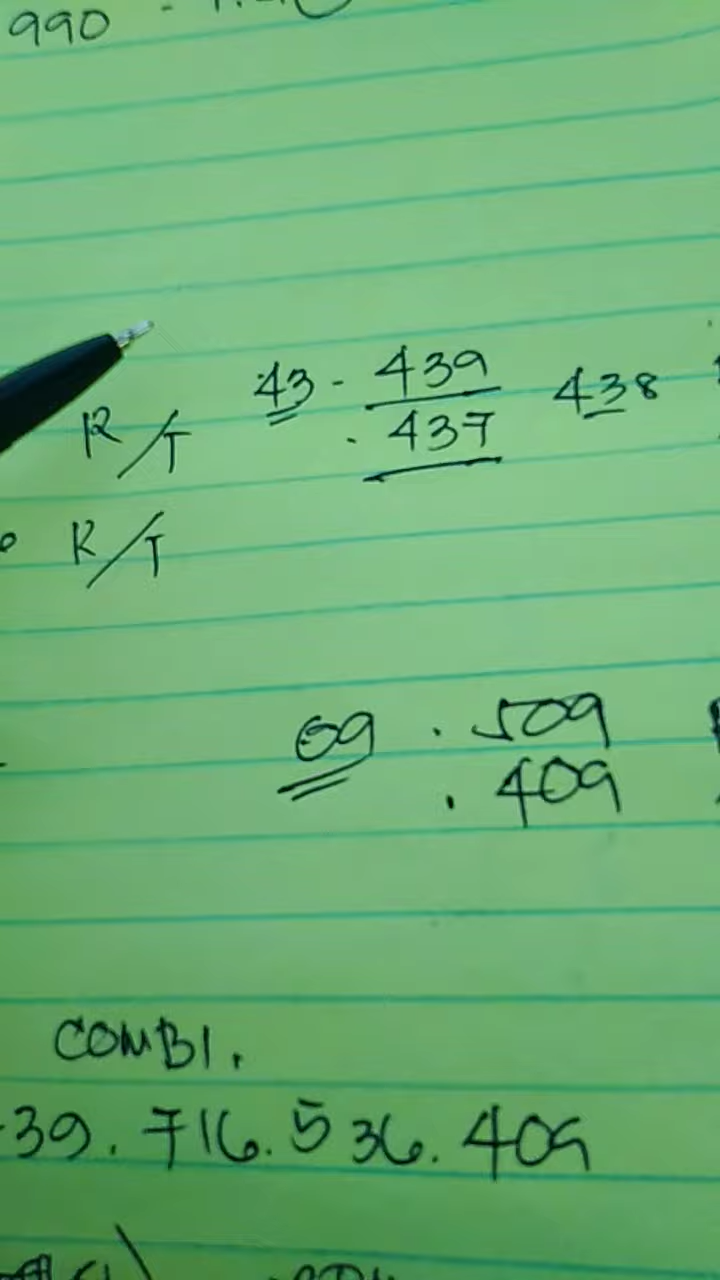 990 -
R/T 43 - 439 438
. 437
R/T
09 . 509
. 409
COMBI.
39. 716. 536. 409